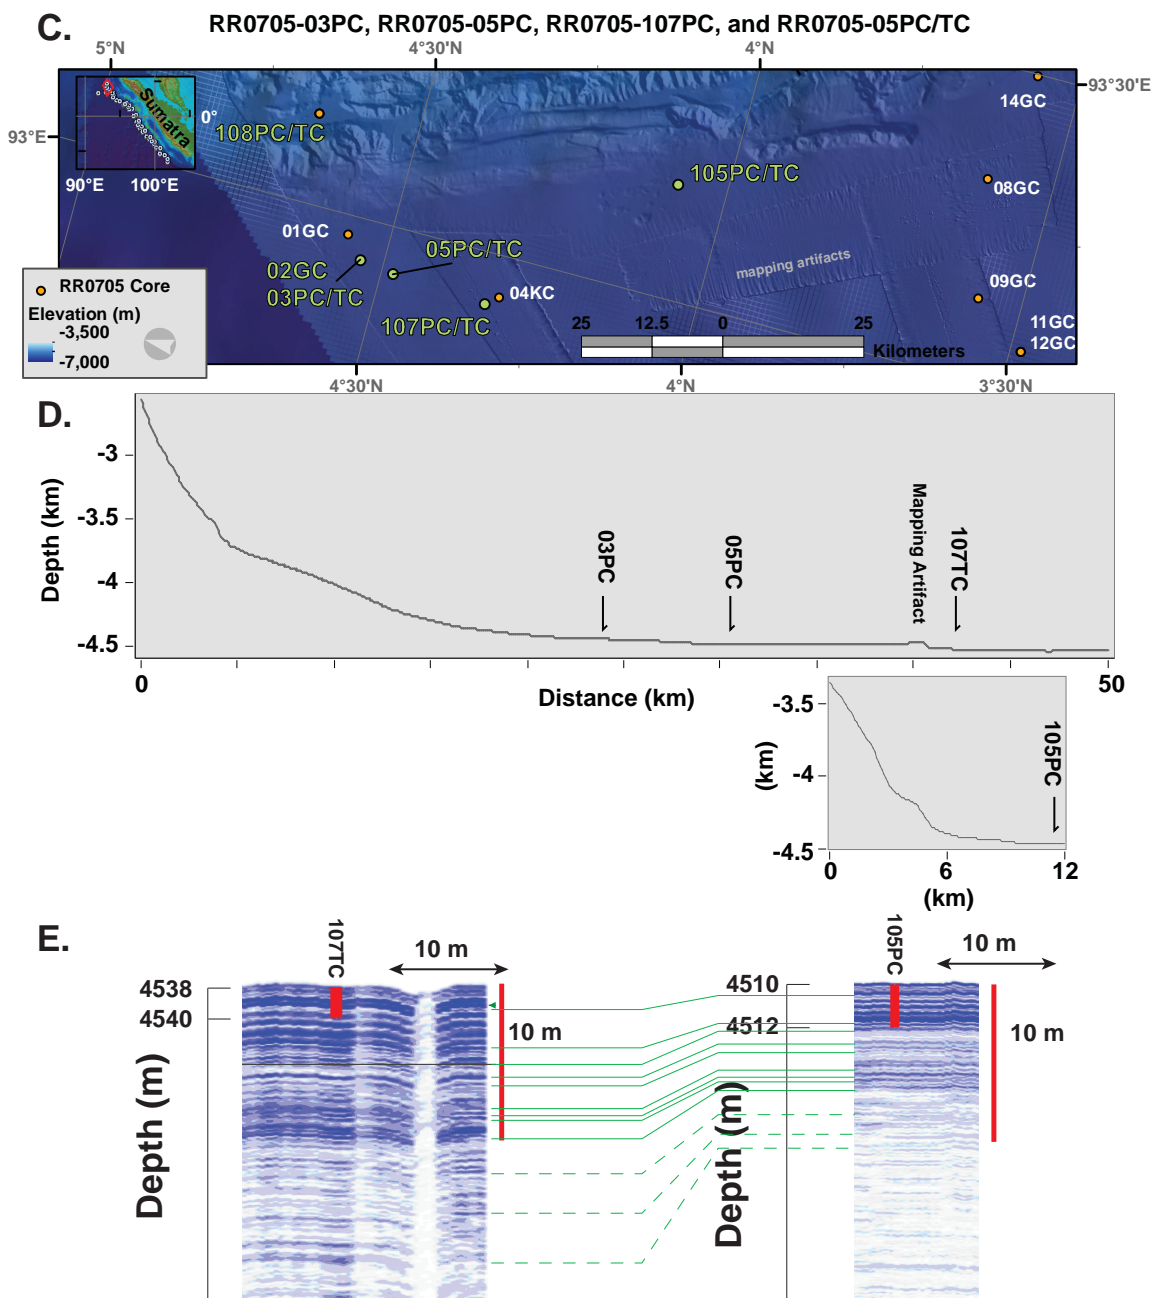 C.
RR0705-03PC, RR0705-05PC, RR0705-107PC, and RR0705-05PC/TC
5°N
4°30'N
4°N
93°30'E
93°E
Sumatra
0°
90°E
100°E
108PC/TC
14GC
105PC/TC
08GC
01GC
05PC/TC
02GC
03PC/TC
mapping artifacts
09GC
04KC
107PC/TC
11GC
12GC
25
12.5
0
25
Kilometers
RR0705 Core
Elevation (m)
-3,500
-7,000
4°30'N
4°N
3°30'N
D.
Depth (km)
-3
-3.5
-4
-4.5
03PC
05PC
Mapping Artifact
107TC
0
Distance (km)
50
(km)
-3.5
-4
-4.5
105PC
0
6
12
(km)
E.
107TC
10 m
4538
4540
10 m
Depth (m)
105PC
10 m
4510
4512
10 m
Depth (m)